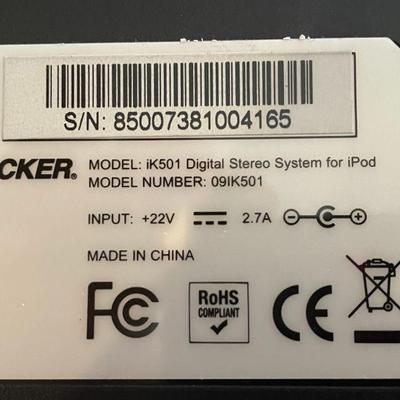 S/N: 85007381004165
CKER®
MODEL: iK501 Digital Stereo System for iPod
MODEL NUMBER: 09IK501
INPUT: +22V 2.7A
MADE IN CHINA
FC
RoHS
COMPLIANT
CE